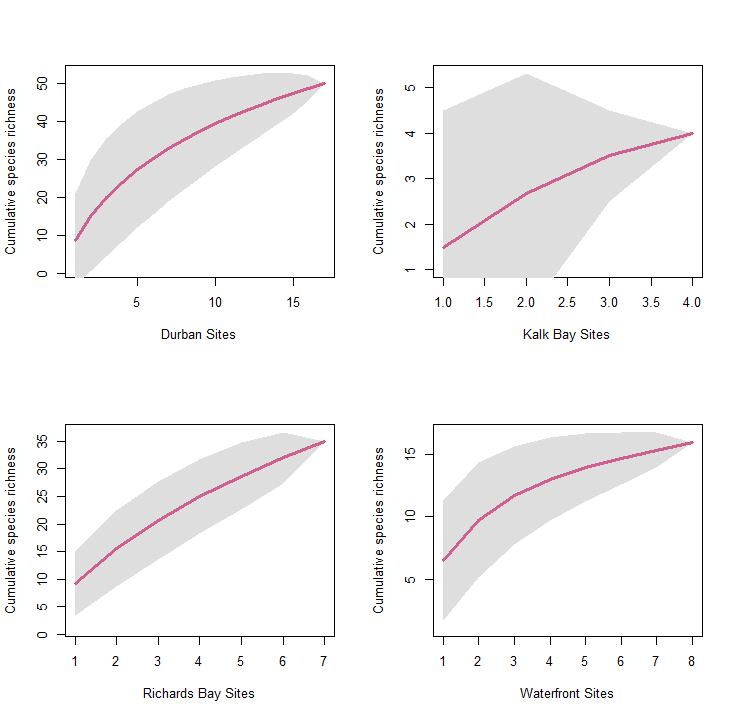 Cumulative species richness
0 10 20 30 40 50
5 10 15
Durban Sites
Cumulative species richness
1 2 3 4 5
1.0 1.5 2.0 2.5 3.0 3.5 4.0
Kalk Bay Sites
Cumulative species richness
0 5 10 15 20 25 30 35
1 2 3 4 5 6 7
Richards Bay Sites
Cumulative species richness
5 10 15
1 2 3 4 5 6 7 8
Waterfront Sites